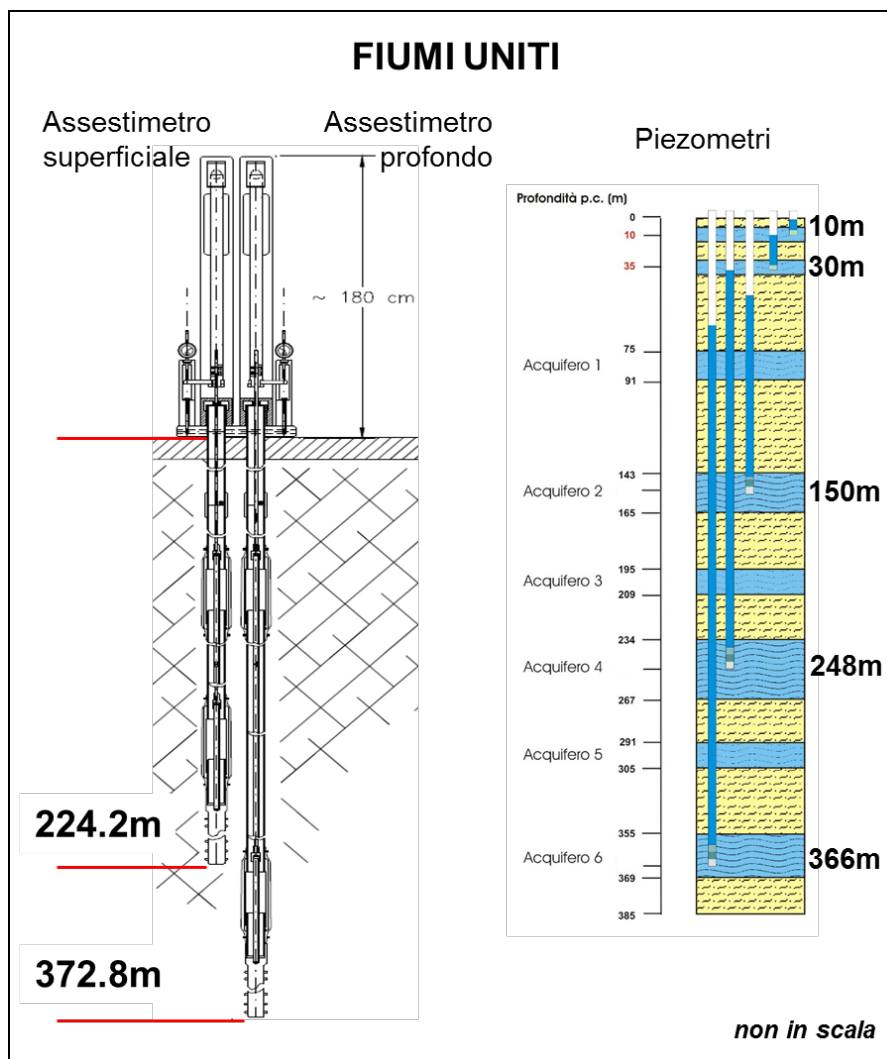 FIUMI UNITI
Assestimetro
superficiale
Assestimetro
profondo
~ 180 cm
224.2m
372.8m
Piezometri
Profondità p.c. (m)
0
10
35
75
91
143
165
195
209
234
267
291
305
355
369
385
Acquifero 1
Acquifero 2
Acquifero 3
Acquifero 4
Acquifero 5
Acquifero 6
10m
30m
150m
248m
366m
non in scala